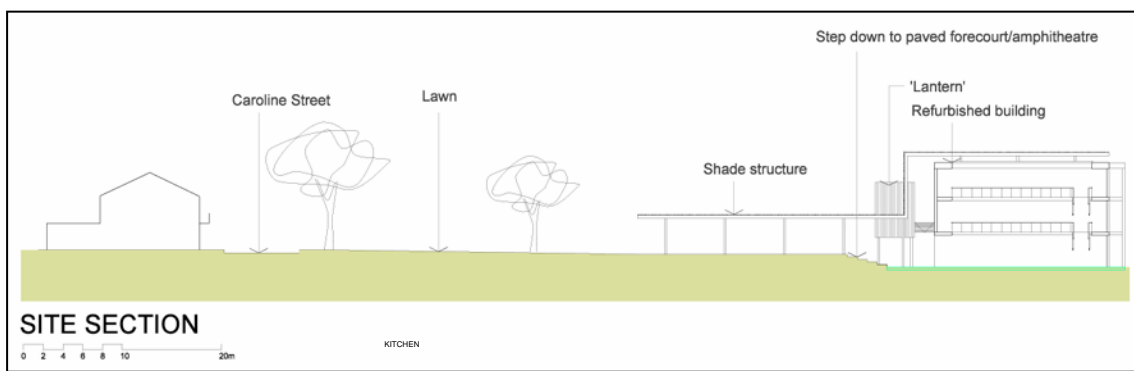 Step down to paved forecourt/amphitheatre
'Lantern'
Caroline Street
Lawn
Refurbished building
Shade structure
SITE SECTION
KITCHEN
0 2 4 6 8 10 20m